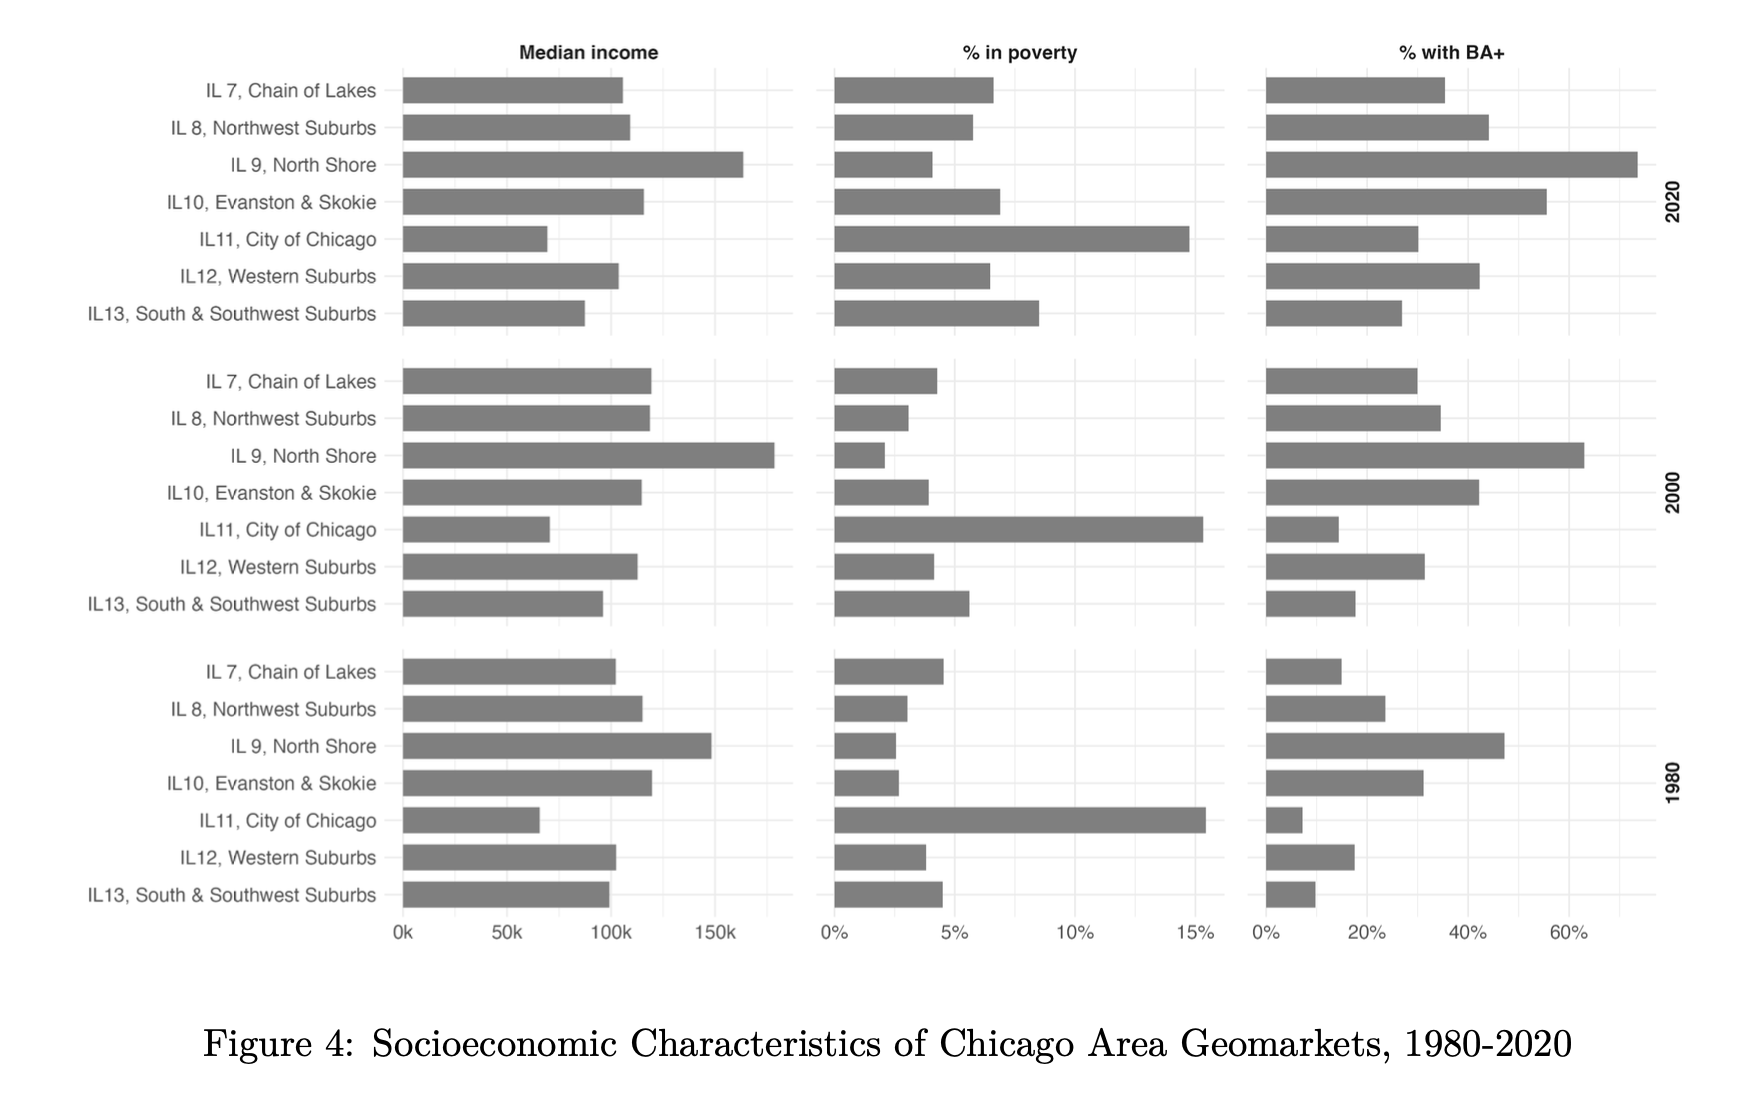 Median income % in poverty % with BA+
IL 7, Chain of Lakes
IL 8, Northwest Suburbs
IL 9, North Shore
IL10, Evanston & Skokie
IL11, City of Chicago
IL12, Western Suburbs
IL13, South & Southwest Suburbs
2020
IL 7, Chain of Lakes
IL 8, Northwest Suburbs
IL 9, North Shore
IL10, Evanston & Skokie
IL11, City of Chicago
IL12, Western Suburbs
IL13, South & Southwest Suburbs
2000
IL 7, Chain of Lakes
IL 8, Northwest Suburbs
IL 9, North Shore
IL10, Evanston & Skokie
IL11, City of Chicago
IL12, Western Suburbs
IL13, South & Southwest Suburbs
1980
0k 50k 100k 150k 0% 5% 10% 15% 0% 20% 40% 60%
Figure 4: Socioeconomic Characteristics of Chicago Area Geomarkets, 1980-2020